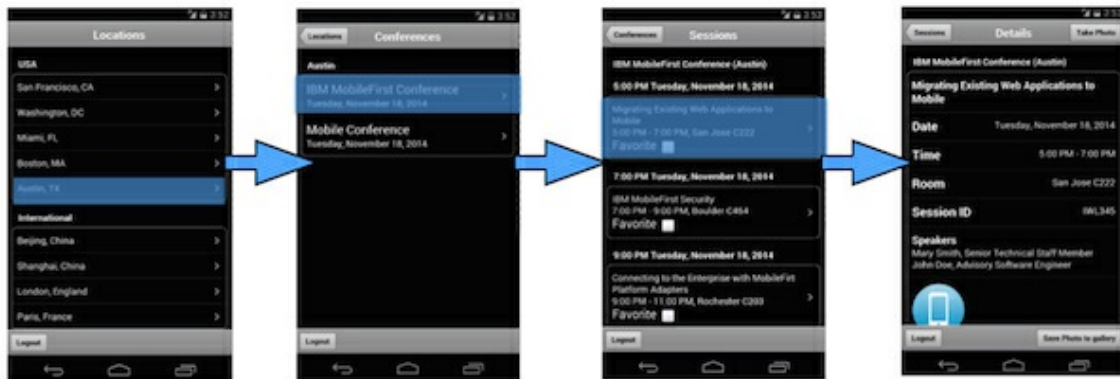 3:52
Locations
USA
San Francisco, CA
Washington, DC
Miami, FL
Boston, MA
Austin, TX
International
Beijing, China
Shanghai, China
London, England
Paris, France
Logout
3:52
Locations
Conferences
Austin
IBM MobileFirst Conference
Tuesday, November 18, 2014
Mobile Conference
Tuesday, November 18, 2014
Logout
3:53
Conferences
Sessions
IBM MobileFirst Conference (Austin)
5:00 PM Tuesday, November 18, 2014
Migrating Existing Web Applications to
Mobile
5:00 PM - 7:00 PM, San Jose C222
Favorite
7:00 PM Tuesday, November 18, 2014
IBM MobileFirst Security
7:00 PM - 9:00 PM, Boulder C454
Favorite
9:00 PM Tuesday, November 18, 2014
Connecting to the Enterprise with MobileFirt
Platform Adapters
9:00 PM - 11:00 PM, Rochester C203
Favorite
Logout
Sessions
Details
Take Photo
IBM MobileFirst Conference (Austin)
Migrating Existing Web Applications to
Mobile
Date Tuesday, November 18, 2014
Time 5:00 PM - 7:00 PM
Room San Jose C222
Session ID IWL345
Speakers
Mary Smith, Senior Technical Staff Member
John Doe, Advisory Software Engineer
Logout
Save Photo to gallery